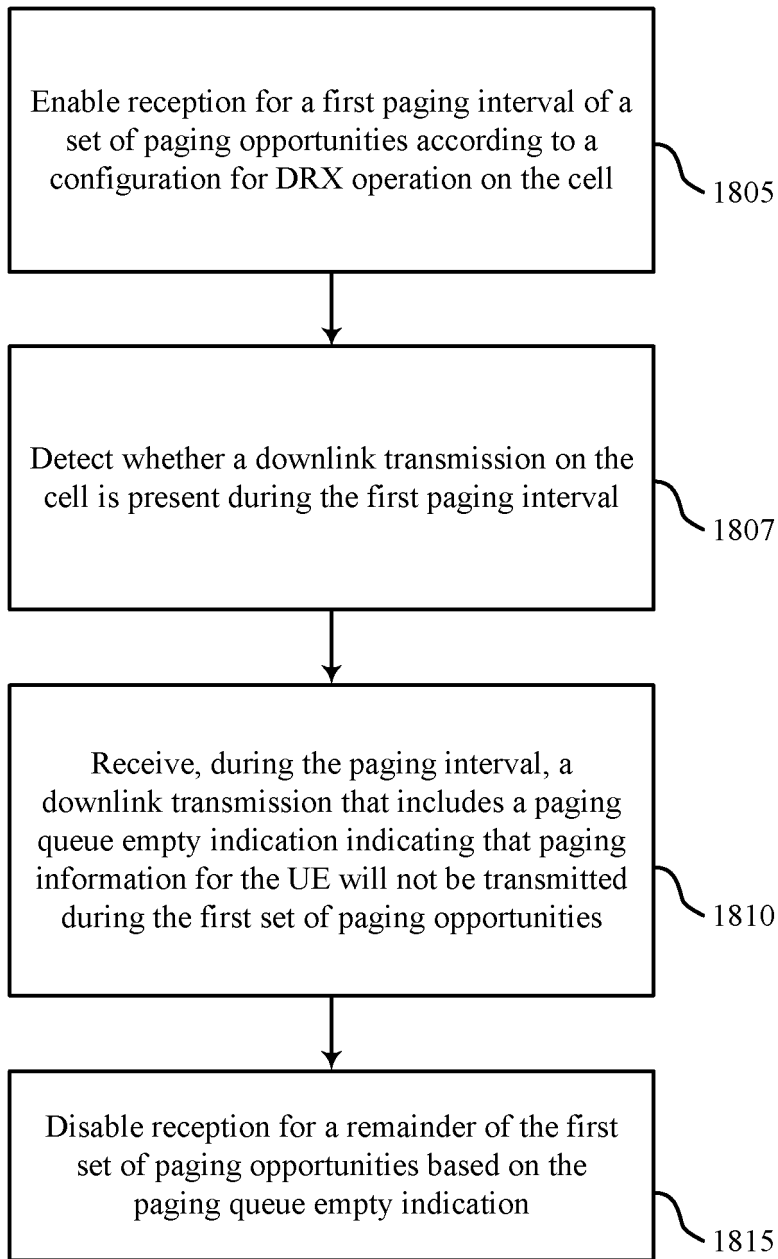 Enable reception for a first paging interval of a
set of paging opportunities according to a
configuration for DRX operation on the cell
1805
Detect whether a downlink transmission on the
cell is present during the first paging interval
1807
Receive, during the paging interval, a
downlink transmission that includes a paging
queue empty indication indicating that paging
information for the UE will not be transmitted
during the first set of paging opportunities
1810
Disable reception for a remainder of the first
set of paging opportunities based on the
paging queue empty indication
1815